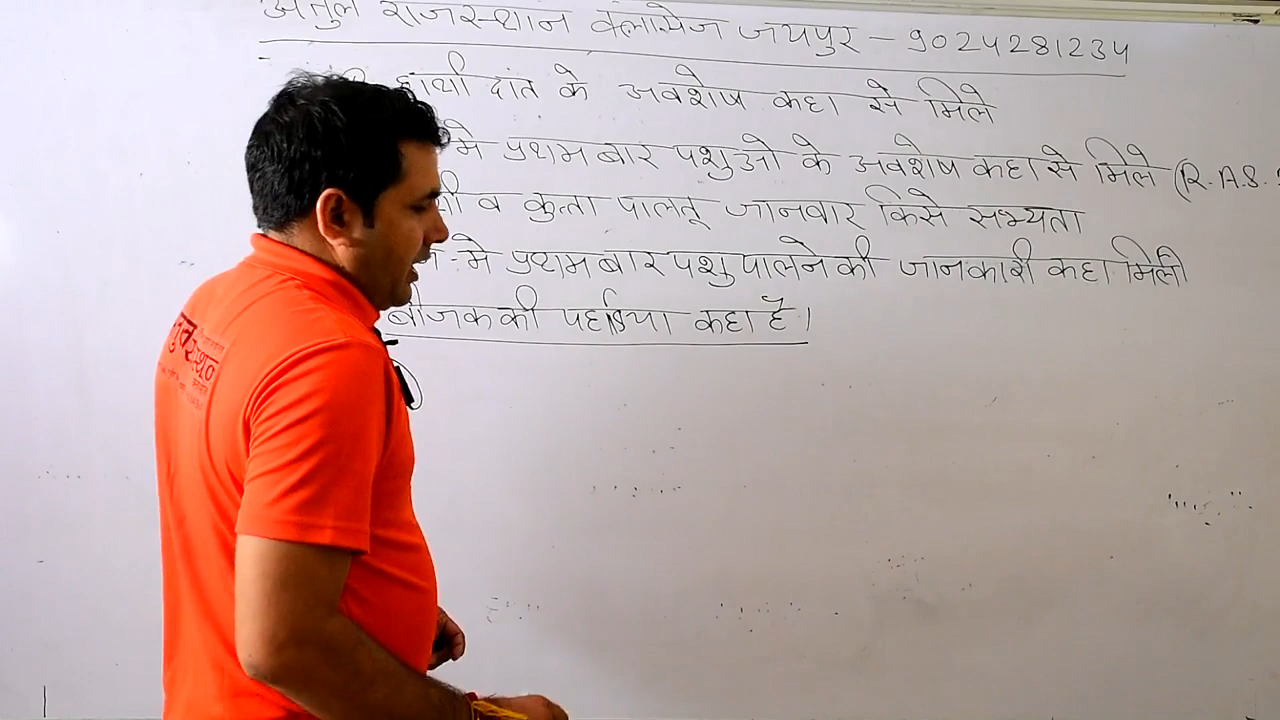 अतुल राजस्थान क्लासेज जयपुर - 9024281234
हाथी दांत के अवशेष कहा से मिले
मे प्रथम बार पशुओ के अवशेष कहा से मिले (R.A.S.
व कुत्ता पालतू जानवार किसे सभ्यता
मे प्रथम बार पशुपालने की जानकारी कहा मिली
बीजक की पहाडिया कहा है।